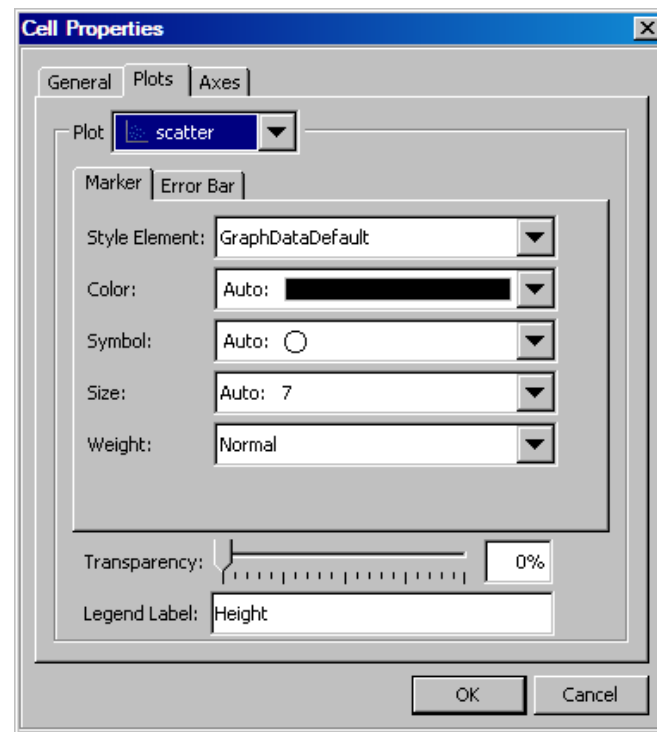 Cell Properties
General Plots Axes
Plot scatter
Marker Error Bar
Style Element: GraphDataDefault
Color: Auto:
Symbol: Auto:
Size: Auto: 7
Weight: Normal
Transparency: 0%
Legend Label: Height
OK Cancel